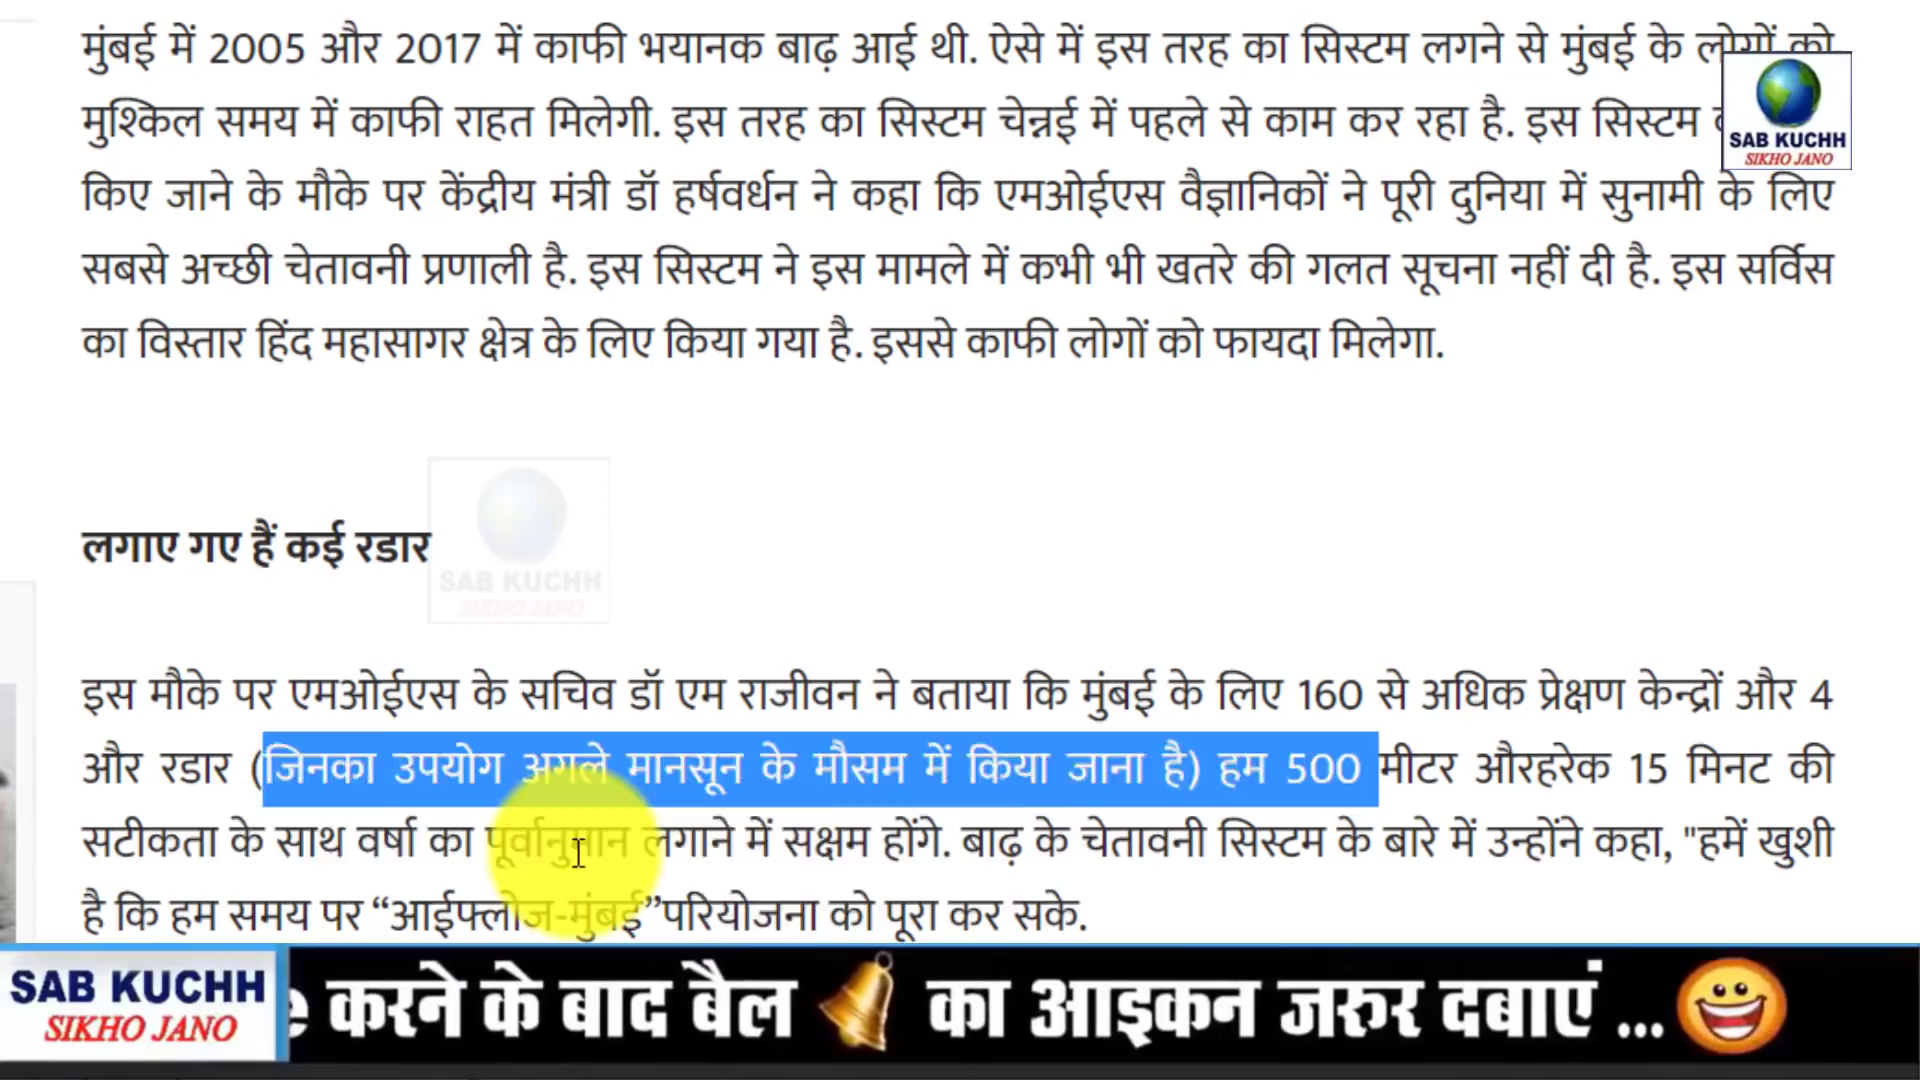 मुंबई में 2005 और 2017 में काफी भयानक बाढ़ आई थी. ऐसे में इस तरह का सिस्टम लगने से मुंबई के लोगों को
मुश्किल समय में काफी राहत मिलेगी. इस तरह का सिस्टम चेन्नई में पहले से काम कर रहा है. इस सिस्टम
किए जाने के मौके पर केंद्रीय मंत्री डॉ हर्षवर्धन ने कहा कि एमओईएस वैज्ञानिकों ने पूरी दुनिया में सुनामी के लिए
सबसे अच्छी चेतावनी प्रणाली है. इस सिस्टम ने इस मामले में कभी भी खतरे की गलत सूचना नहीं दी है. इस सर्विस
का विस्तार हिंद महासागर क्षेत्र के लिए किया गया है. इससे काफी लोगों को फायदा मिलेगा.
SAB KUCHH
SIKHO JANO
लगाए गए हैं कई रडार
SAB KUCHH
SIKHO JANO
इस मौके पर एमओईएस के सचिव डॉ एम राजीवन ने बताया कि मुंबई के लिए 160 से अधिक प्रेक्षण केन्द्रों और 4
और रडार (जिनका उपयोग अगले मानसून के मौसम में किया जाना है) हम 500 मीटर औरहरेक 15 मिनट की
सटीकता के साथ वर्षा का पूर्वानुमान लगाने में सक्षम होंगे. बाढ़ के चेतावनी सिस्टम के बारे में उन्होंने कहा, "हमें खुशी
है कि हम समय पर “आईफ्लोज-मुंबई”परियोजना को पूरा कर सके.
SAB KUCHH
SIKHO JANO
e करने के बाद बैल का आइकन जरुर दबाएं ...